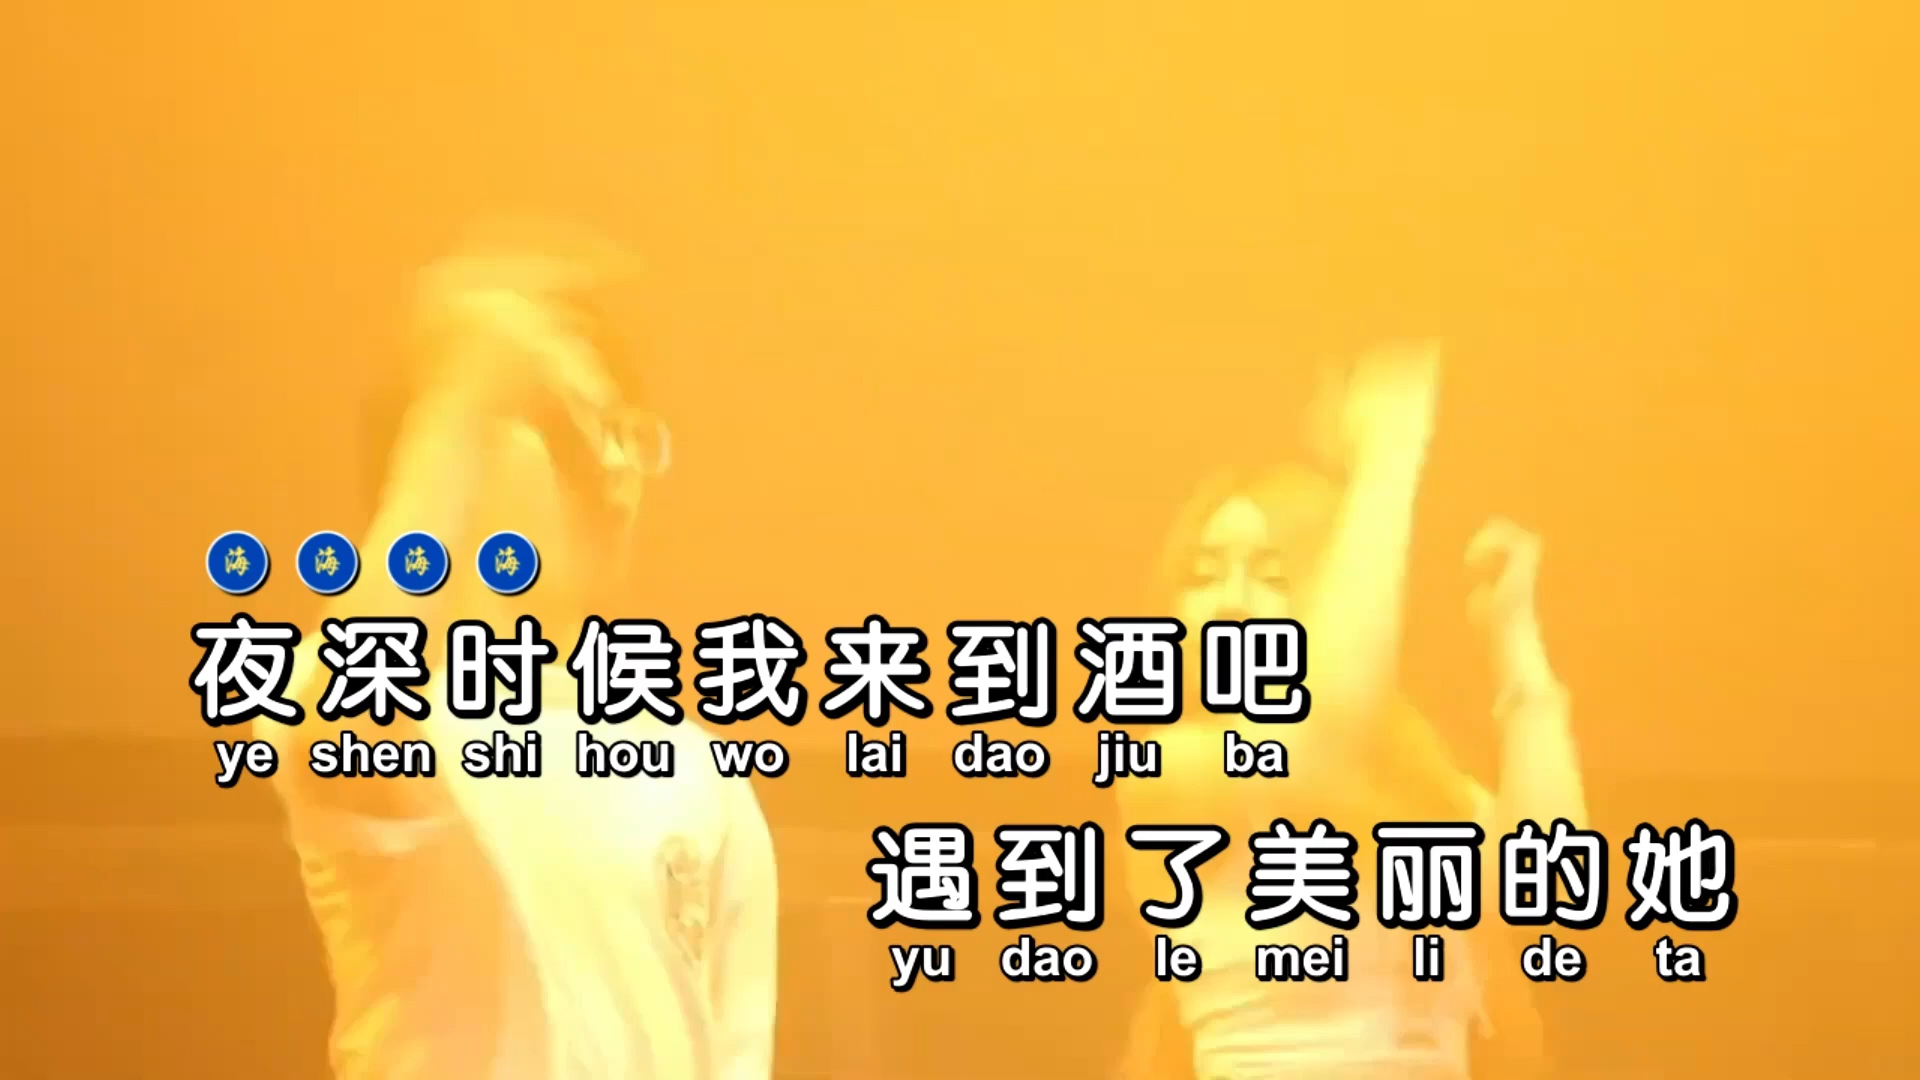 海 海 海 海
夜深时候我来到酒吧
ye shen shi hou wo lai dao jiu ba
遇到了美丽的她
yu dao le mei li de ta